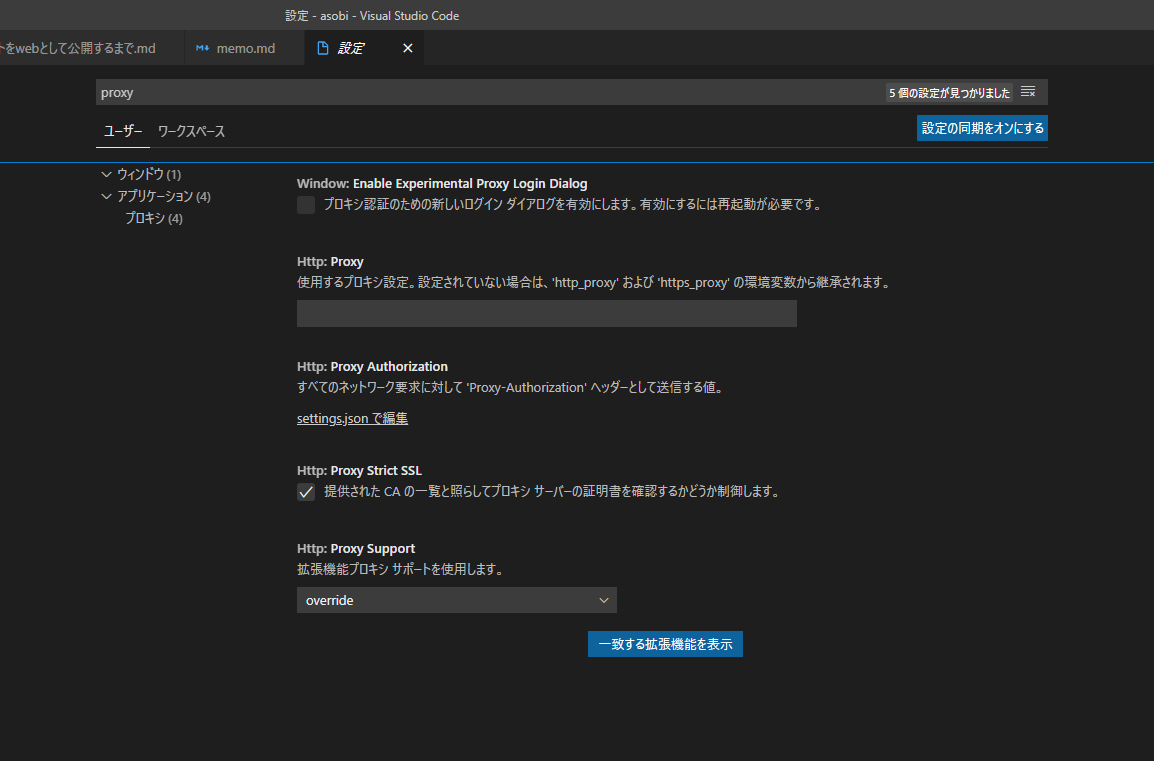 設定 - asobi - Visual Studio Code
トをwebとして公開するまで.md
memo.md
設定
proxy
5 個の設定が見つかりました
ユーザー
ワークスペース
設定の同期をオンにする
ウィンドウ (1)
アプリケーション (4)
プロキシ (4)
Window: Enable Experimental Proxy Login Dialog
プロキシ認証のための新しいログイン ダイアログを有効にします。有効にするには再起動が必要です。
Http: Proxy
使用するプロキシ設定。設定されていない場合は、'http_proxy' および 'https_proxy' の環境変数から継承されます。
Http: Proxy Authorization
すべてのネットワーク要求に対して 'Proxy-Authorization' ヘッダーとして送信する値。
settings.json で編集
Http: Proxy Strict SSL
提供された CA の一覧と照らしてプロキシ サーバーの証明書を確認するかどうか制御します。
Http: Proxy Support
拡張機能プロキシ サポートを使用します。
override
一致する拡張機能を表示